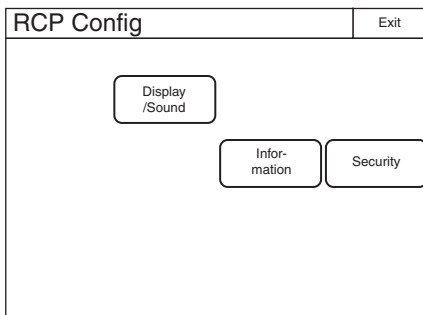 RCP Config
Exit
Display
/Sound
Infor-
mation
Security